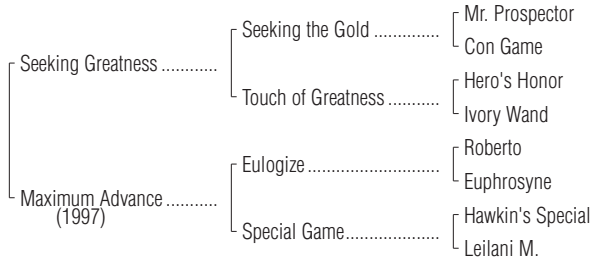 Mr. Prospector
Seeking the Gold ..............
Con Game
Seeking Greatness ............
Hero's Honor
Touch of Greatness ...........
Ivory Wand
Roberto
Eulogize ............................
Euphrosyne
Maximum Advance ...........
(1997)
Hawkin's Special
Special Game....................
Leilani M.